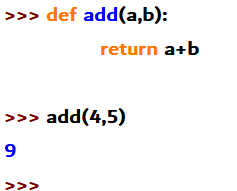 >>> def add(a,b):
return a+b
>>> add(4,5)
9
>>>